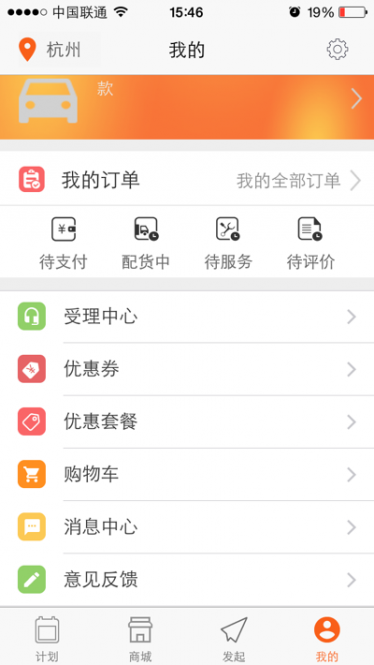 中国联通 15:46 19%
杭州 我的
款
我的订单 我的全部订单
待支付 配货中 待服务 待评价
受理中心
优惠券
优惠套餐
购物车
消息中心
意见反馈
计划 商城 发起 我的